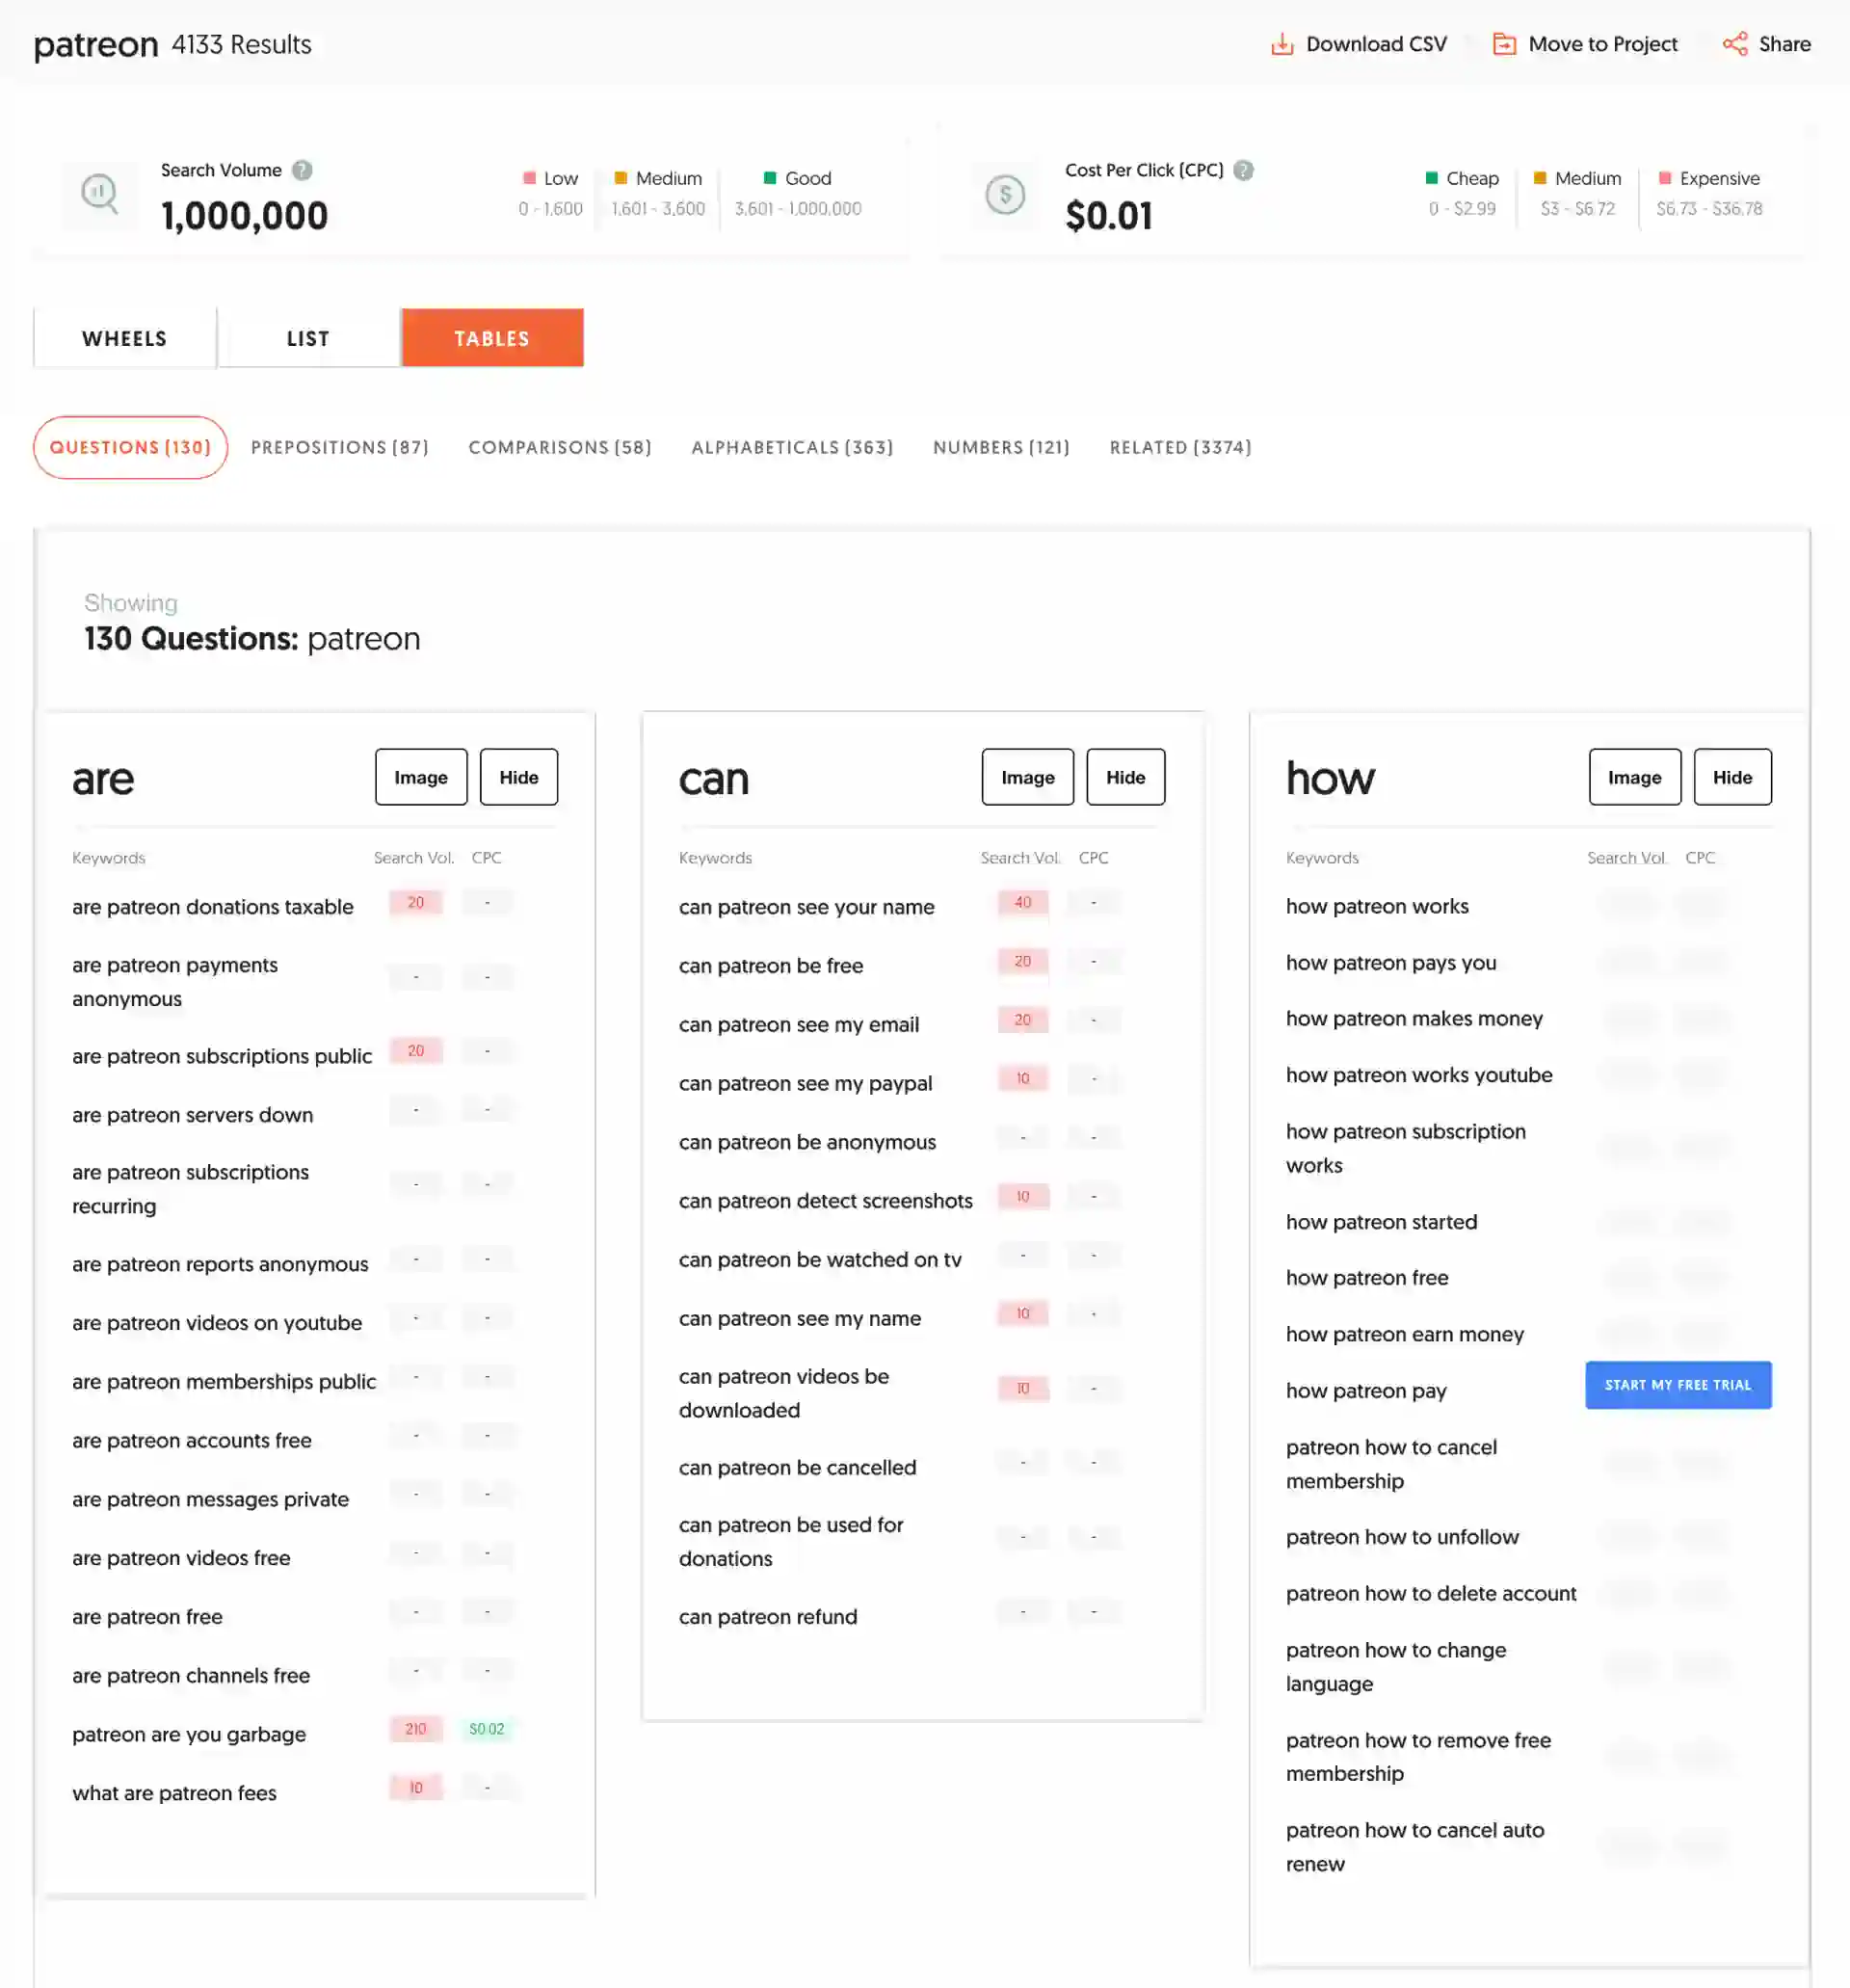 patreon 4133 Results
Download CSV
Move to Project
Share
Search Volume ?
1,000,000
Low
0 - 1,600
Medium
1,601 - 3,600
Good
3,601 - 1,000,000
Cost Per Click (CPC) ?
$0.01
Cheap
0 - $2.99
Medium
$3 - $6.72
Expensive
$6.73 - $36.78
WHEELS
LIST
TABLES
QUESTIONS (130)
PREPOSITIONS (87)
COMPARISONS (58)
ALPHABETICALS (363)
NUMBERS (121)
RELATED (3374)
Showing
130 Questions: patreon
are
Image
Hide
Keywords Search Vol. CPC
are patreon donations taxable 20 -
are patreon payments
anonymous - -
are patreon subscriptions public 20 -
are patreon servers down - -
are patreon subscriptions
recurring - -
are patreon reports anonymous - -
are patreon videos on youtube - -
are patreon memberships public - -
are patreon accounts free - -
are patreon messages private - -
are patreon videos free - -
are patreon free - -
are patreon channels free - -
patreon are you garbage 210 $0.02
what are patreon fees 10 -
can
Image
Hide
Keywords Search Vol. CPC
can patreon see your name 40 -
can patreon be free 20 -
can patreon see my email 20 -
can patreon see my paypal 10 -
can patreon be anonymous - -
can patreon detect screenshots 10 -
can patreon be watched on tv - -
can patreon see my name 10 -
can patreon videos be
downloaded 10 -
can patreon be cancelled - -
can patreon be used for
donations - -
can patreon refund - -
how
Image
Hide
Keywords Search Vol. CPC
how patreon works
how patreon pays you
how patreon makes money
how patreon works youtube
how patreon subscription
works
how patreon started
how patreon free
how patreon earn money
how patreon pay
START MY FREE TRIAL
patreon how to cancel
membership
patreon how to unfollow
patreon how to delete account
patreon how to change
language
patreon how to remove free
membership
patreon how to cancel auto
renew